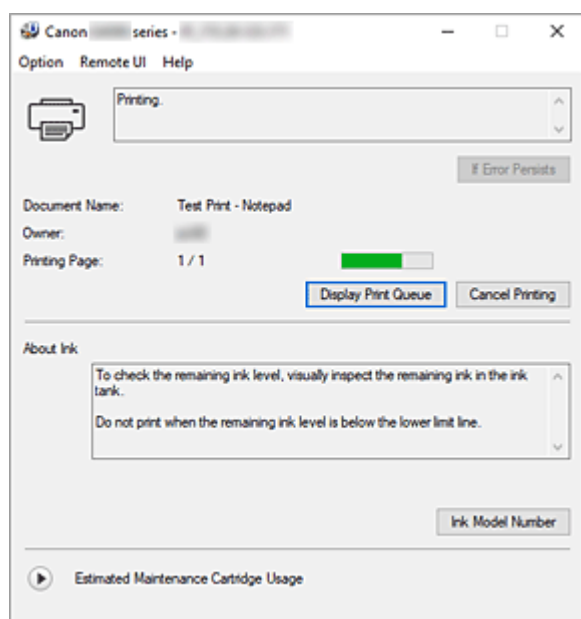 Canon series -
Option Remote UI Help
Printing.
If Error Persists
Document Name: Test Print - Notepad
Owner:
Printing Page: 1 / 1
Display Print Queue Cancel Printing
About Ink
To check the remaining ink level, visually inspect the remaining ink in the ink
tank.
Do not print when the remaining ink level is below the lower limit line.
Ink Model Number
Estimated Maintenance Cartridge Usage